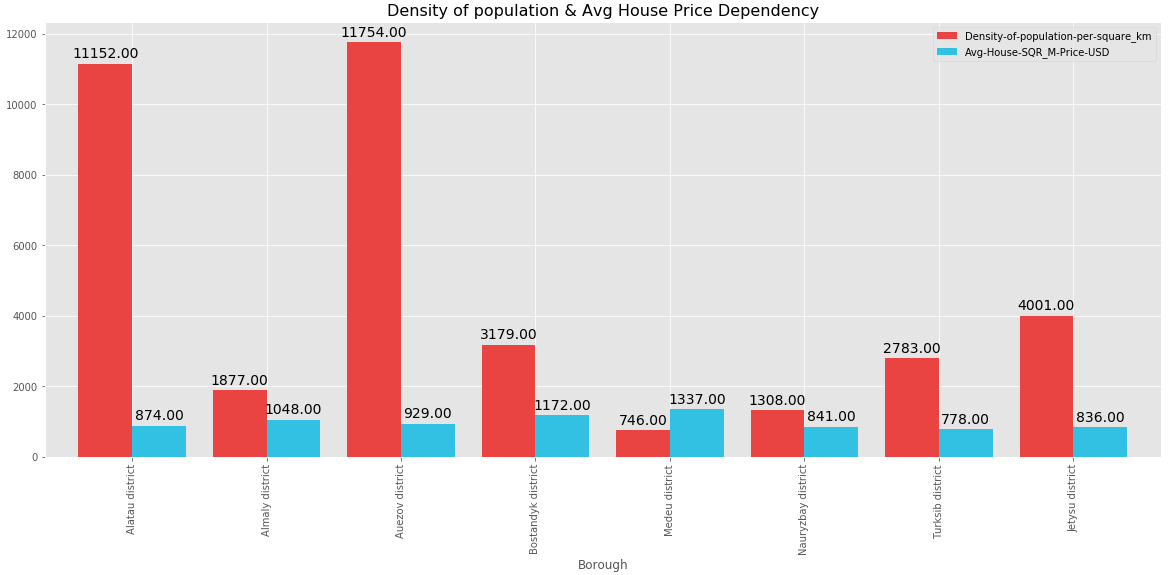 Density of population & Avg House Price Dependency
Density-of-population-per-square_km
Avg-House-SQR_M-Price-USD
12000
10000
8000
6000
4000
2000
0
11152.00
874.00
1877.00
1048.00
11754.00
929.00
3179.00
1172.00
746.00
1337.00
1308.00
841.00
2783.00
778.00
4001.00
836.00
Alatau district
Almaly district
Auezov district
Bostandyk district
Medeu district
Nauryzbay district
Turksib district
Jetysu district
Borough